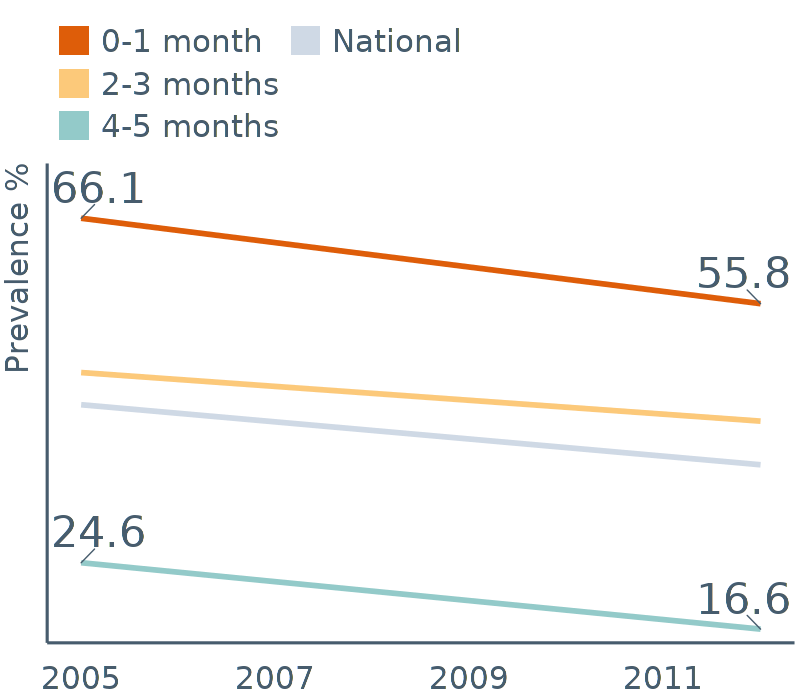 0-1 month
National
2-3 months
4-5 months
Prevalence %
66.1
55.8
24.6
16.6
2005 2007 2009 2011